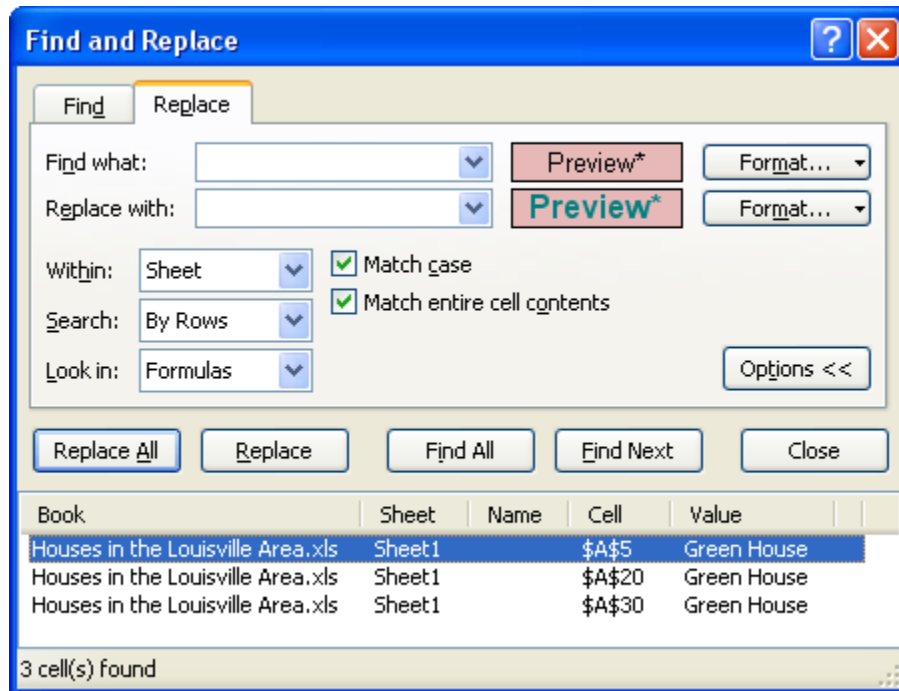 Find and Replace
Find Replace
Find what: Preview* Format...
Replace with: Preview* Format...
Within: Sheet Match case
Match entire cell contents
Search: By Rows
Look in: Formulas Options <<
Replace All Replace Find All Find Next Close
Book Sheet Name Cell Value
Houses in the Louisville Area.xls Sheet1 $A$5 Green House
Houses in the Louisville Area.xls Sheet1 $A$20 Green House
Houses in the Louisville Area.xls Sheet1 $A$30 Green House
3 cell(s) found